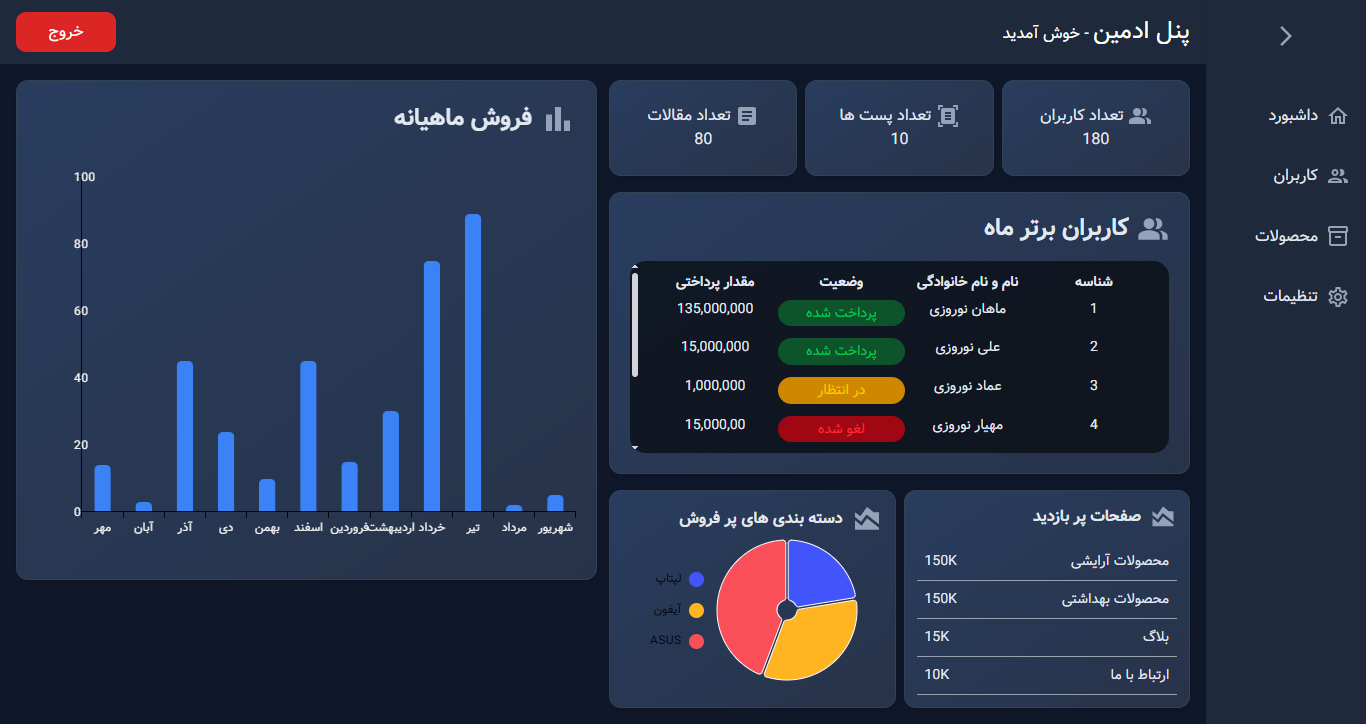 پنل ادمین - خوش آمدید
خروج
داشبورد
کاربران
محصولات
تنظیمات
تعداد کاربران
180
تعداد پست ها
10
تعداد مقالات
80
کاربران برتر ماه
شناسه نام و نام خانوادگی وضعیت مقدار پرداختی
1 ماهان نوروزی پرداخت شده 135,000,000
2 علی نوروزی پرداخت شده 15,000,000
3 عماد نوروزی در انتظار 1,000,000
4 مهیار نوروزی لغو شده 15,000,00
صفحات پر بازدید
محصولات آرایشی 150K
محصولات بهداشتی 150K
بلاگ 15K
ارتباط با ما 10K
دسته بندی های پر فروش
لپتاپ
آیفون
ASUS
فروش ماهیانه
100
80
60
40
20
0
مهر آبان آذر دی بهمن اسفند فروردین اردیبهشت خرداد تیر مرداد شهریور